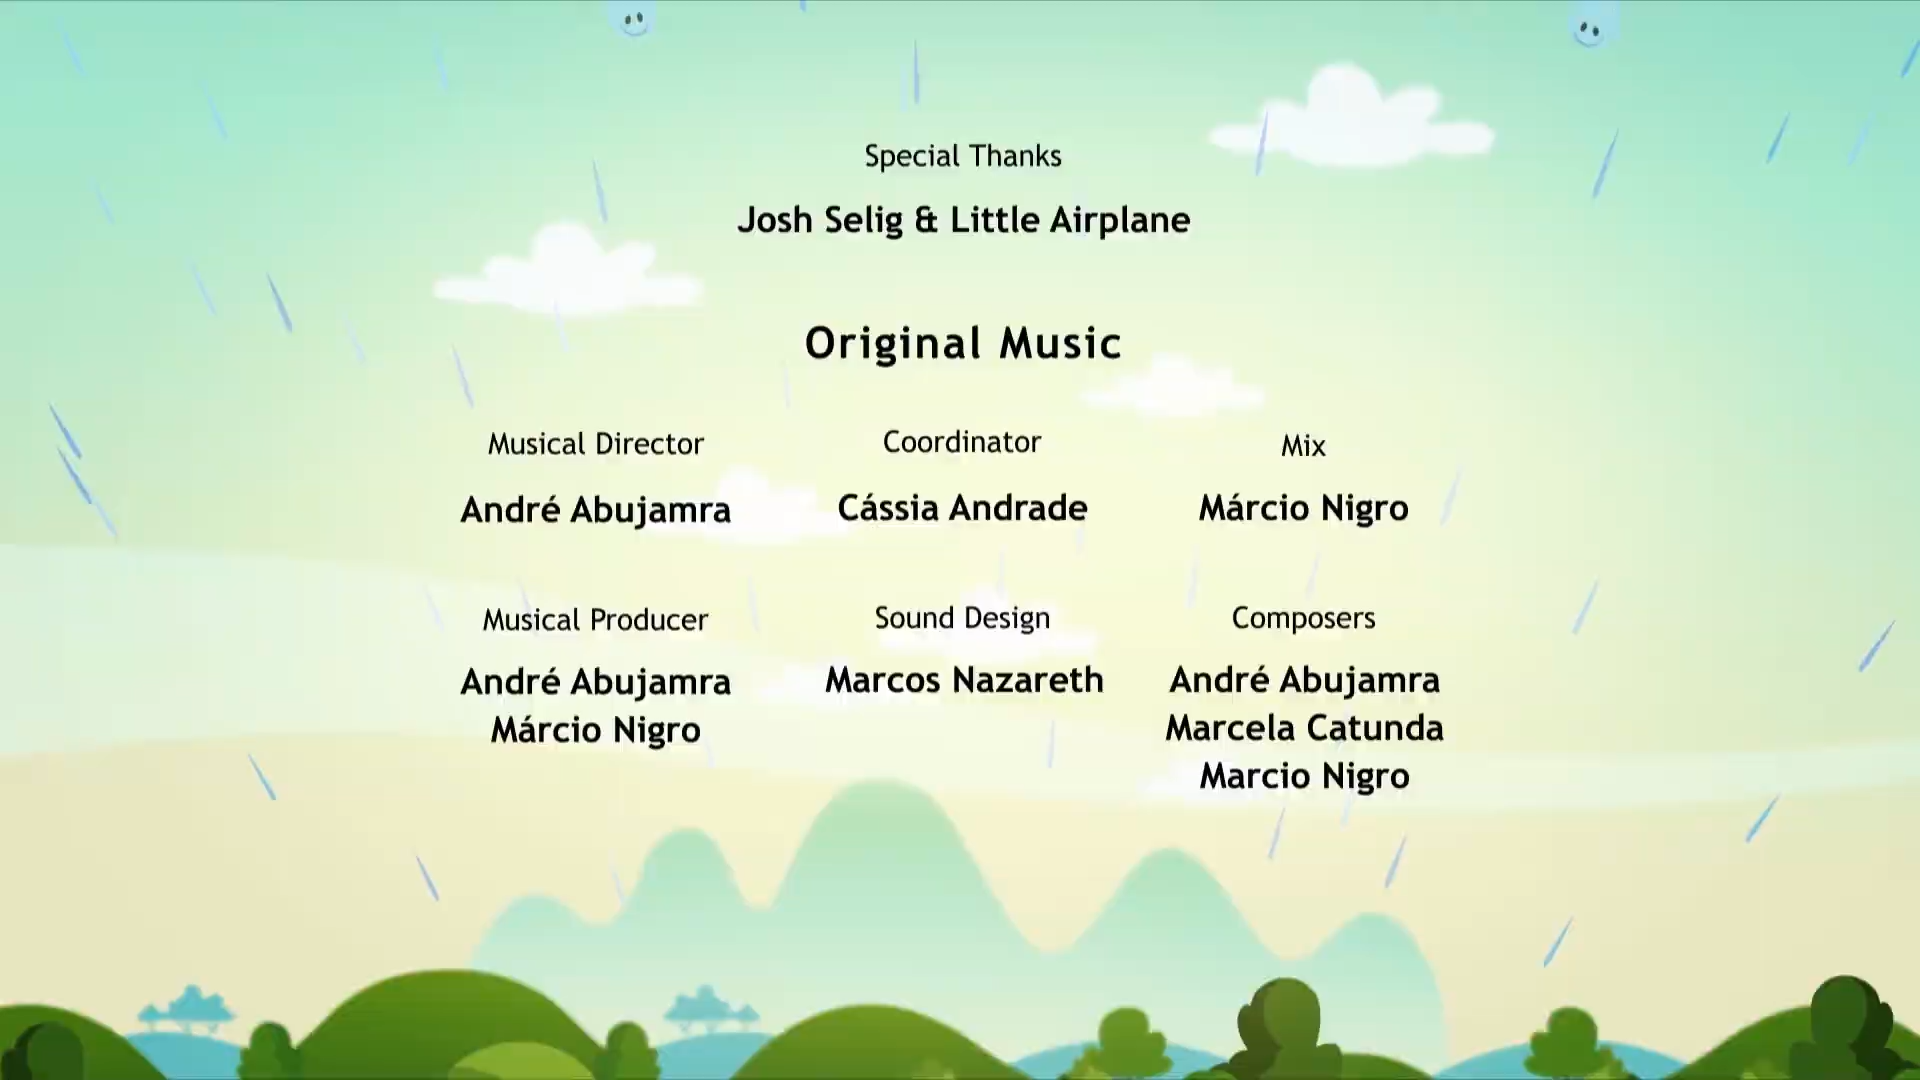 Special Thanks
Josh Selig & Little Airplane
Original Music
Musical Director
André Abujamra
Coordinator
Cássia Andrade
Mix
Márcio Nigro
Musical Producer
André Abujamra
Márcio Nigro
Sound Design
Marcos Nazareth
Composers
André Abujamra
Marcela Catunda
Marcio Nigro